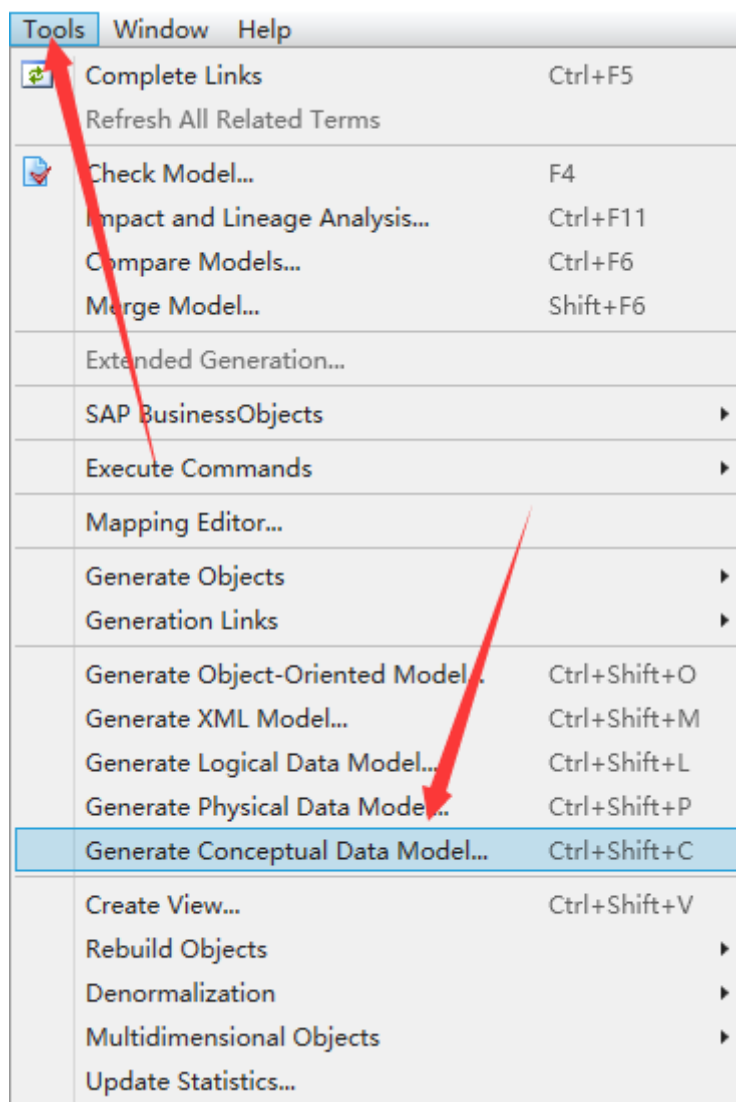 Tools Window Help
Complete Links Ctrl+F5
Refresh All Related Terms
Check Model... F4
Impact and Lineage Analysis... Ctrl+F11
Compare Models... Ctrl+F6
Merge Model... Shift+F6
Extended Generation...
SAP BusinessObjects
Execute Commands
Mapping Editor...
Generate Objects
Generation Links
Generate Object-Oriented Model... Ctrl+Shift+O
Generate XML Model... Ctrl+Shift+M
Generate Logical Data Model... Ctrl+Shift+L
Generate Physical Data Model... Ctrl+Shift+P
Generate Conceptual Data Model... Ctrl+Shift+C
Create View... Ctrl+Shift+V
Rebuild Objects
Denormalization
Multidimensional Objects
Update Statistics...